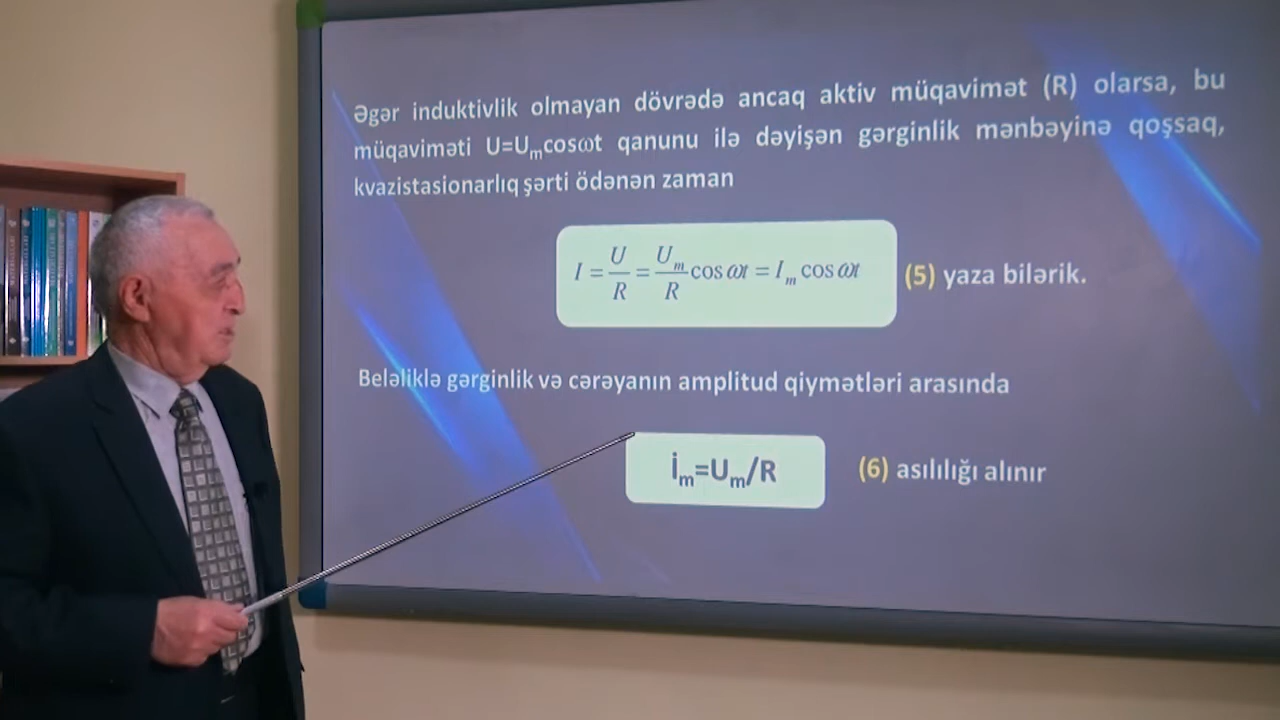 Əgər induktivlik olmayan dövrədə ancaq aktiv müqavimət (R) olarsa, bu
müqaviməti U=Uₘcosωt qanunu ilə dəyişən gərginlik mənbəyinə qoşsaq,
kvazistasionarlıq şərti ödənən zaman
I = U/R = Uₘ/R cos ωt = Iₘ cos ωt (5) yaza bilərik.
Beləliklə gərginlik və cərəyanın amplitud qiymətləri arasında
İₘ=Uₘ/R (6) asılılığı alınır